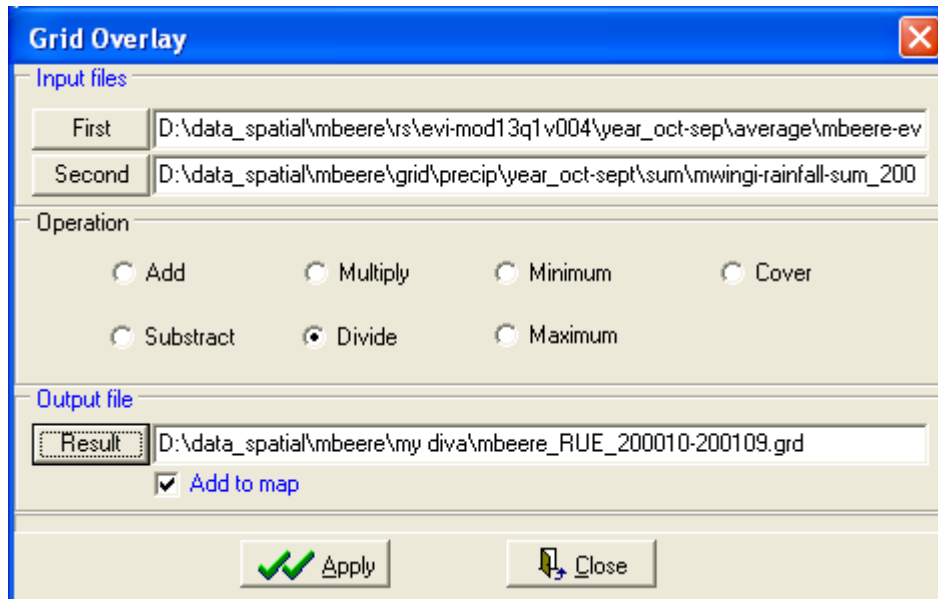 Grid Overlay
Input files
First D:\data_spatial\mbeere\rs\evi-mod13q1v004\year_oct-sep\average\mbeere-ev
Second D:\data_spatial\mbeere\grid\precip\year_oct-sept\sum\mwingi-rainfall-sum_200
Operation
Add Multiply Minimum Cover
Substract Divide Maximum
Output file
Result D:\data_spatial\mbeere\my diva\mbeere_RUE_200010-200109.grd
Add to map
Apply Close